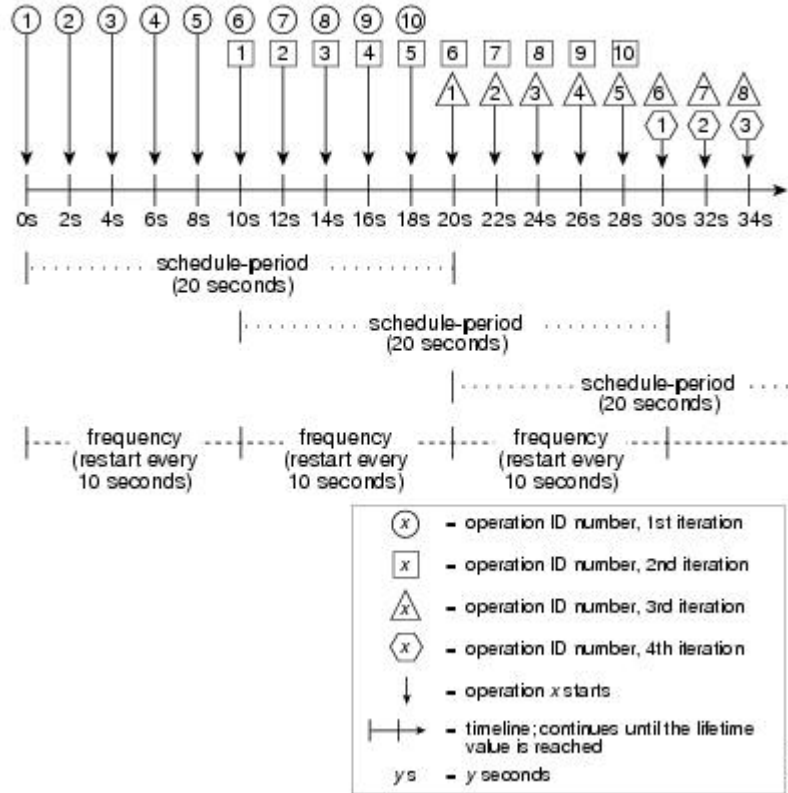 1 2 3 4 5 6 7 8 9 10
1 2 3 4 5 6 7 8 9 10
1 2 3 4 5 6 7 8
1 2 3
0s 2s 4s 6s 8s 10s 12s 14s 16s 18s 20s 22s 24s 26s 28s 30s 32s 34s
schedule-period
(20 seconds)
schedule-period
(20 seconds)
schedule-period
(20 seconds)
frequency
(restart every
10 seconds)
frequency
(restart every
10 seconds)
frequency
(restart every
10 seconds)
x = operation ID number, 1st iteration
x = operation ID number, 2nd iteration
x = operation ID number, 3rd iteration
x = operation ID number, 4th iteration
= operation x starts
= timeline; continues until the lifetime
value is reached
y s = y seconds